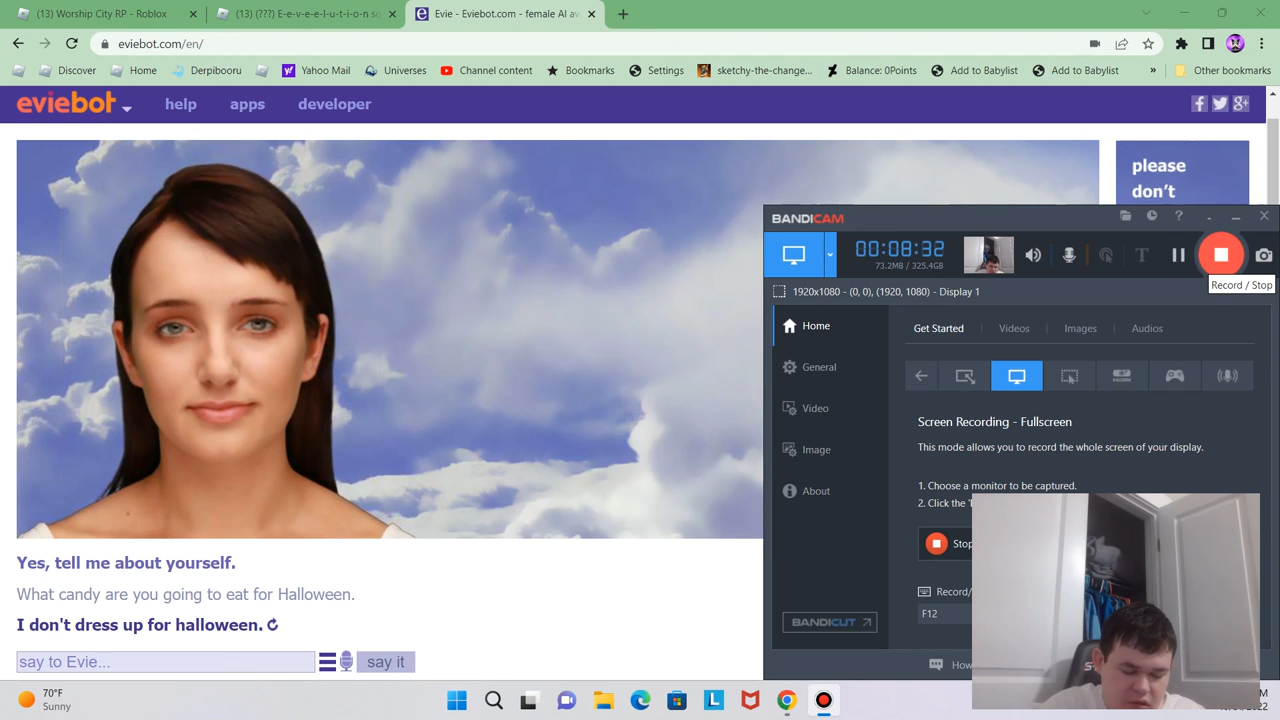 (13) Worship City RP - Roblox
(13) (???) E-v-e-e-l-u-t-i-o-n sq
Evie - Eviebot.com - female AI av
eviebot.com/en/
Discover
Home
Derpibooru
Yahoo Mail
Universes
Channel content
Bookmarks
Settings
sketchy-the-change...
Balance: 0Points
Add to Babylist
Add to Babylist
»
Other bookmarks
eviebot
help
apps
developer
please
don't
BANDICAM
00:08:32
73.2MB / 325.4GB
Record / Stop
1920x1080 - (0, 0), (1920, 1080) - Display 1
Home
General
Video
Image
About
Get Started
Videos
Images
Audios
HDMI
Screen Recording - Fullscreen
This mode allows you to record the whole screen of your display.
1. Choose a monitor to be captured.
2. Click the '
Stop
Record/
F12
BANDICUT
How
Yes, tell me about yourself.
What candy are you going to eat for Halloween.
I don't dress up for halloween.
say to Evie...
say it
70°F
Sunny